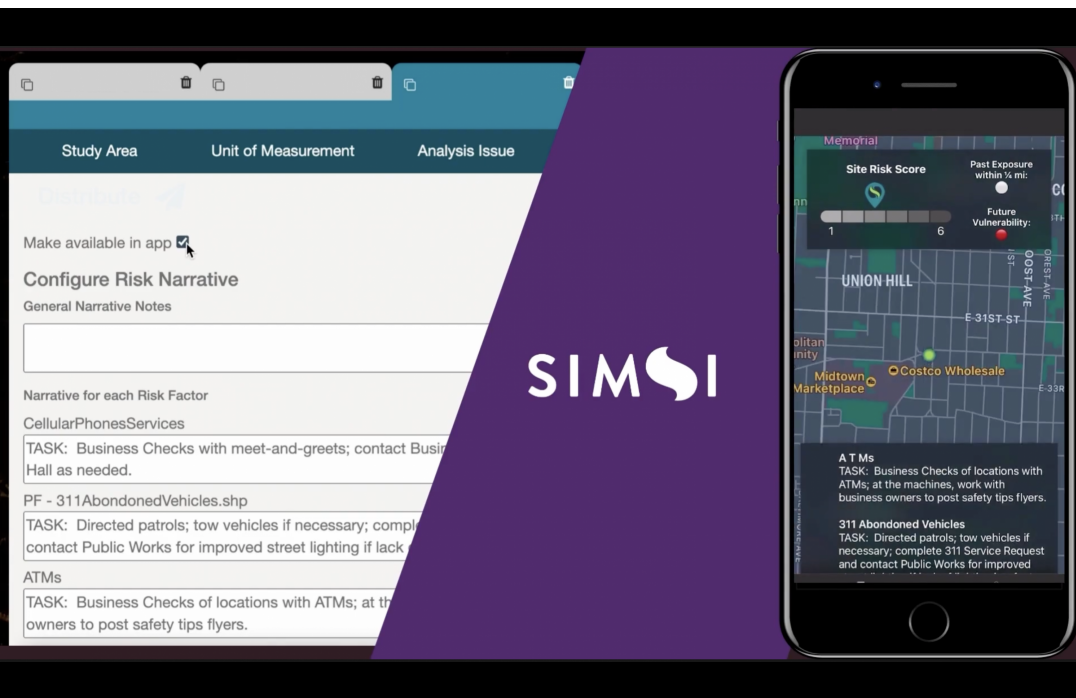 Study Area
Unit of Measurement
Analysis Issue
Distribute
Make available in app
Configure Risk Narrative
General Narrative Notes
Narrative for each Risk Factor
CellularPhonesServices
TASK: Business Checks with meet-and-greets; contact
Hall as needed.
PF - 311AbondonedVehicles.shp
TASK: Directed patrols; tow vehicles if necessary;
contact Public Works for improved street lighting if lack
ATMs
TASK: Business Checks of locations with ATMs; at
owners to post safety tips flyers.
SIMSI
Memorial
Site Risk Score
Past Exposure
within ¼ mi:
1
6
Future
Vulnerability:
UNION HILL
OOST AVE
OREST AVE
E 31ST ST
Costco Wholesale
Midtown
Marketplace
E 33R
A T Ms
TASK: Business Checks of locations with
ATMs; at the machines, work with
business owners to post safety tips flyers.
311 Abondoned Vehicles
TASK: Directed patrols; tow vehicles if
necessary; complete 311 Service Request
and contact Public Works for improved